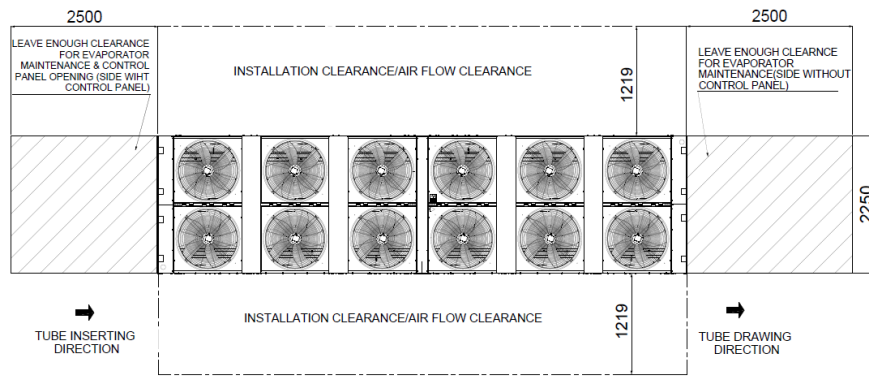 2500
2500
LEAVE ENOUGH CLEARANCE
FOR EVAPORATOR
MAINTENANCE & CONTROL
PANEL OPENING (SIDE WIHT
CONTROL PANEL)
INSTALLATION CLEARANCE/AIR FLOW CLEARANCE
1219
LEAVE ENOUGH CLEARNCE
FOR EVAPORATOR
MAINTENANCE(SIDE WITHOUT
CONTROL PANEL)
2250
TUBE INSERTING
DIRECTION
INSTALLATION CLEARANCE/AIR FLOW CLEARANCE
1219
TUBE DRAWING
DIRECTION